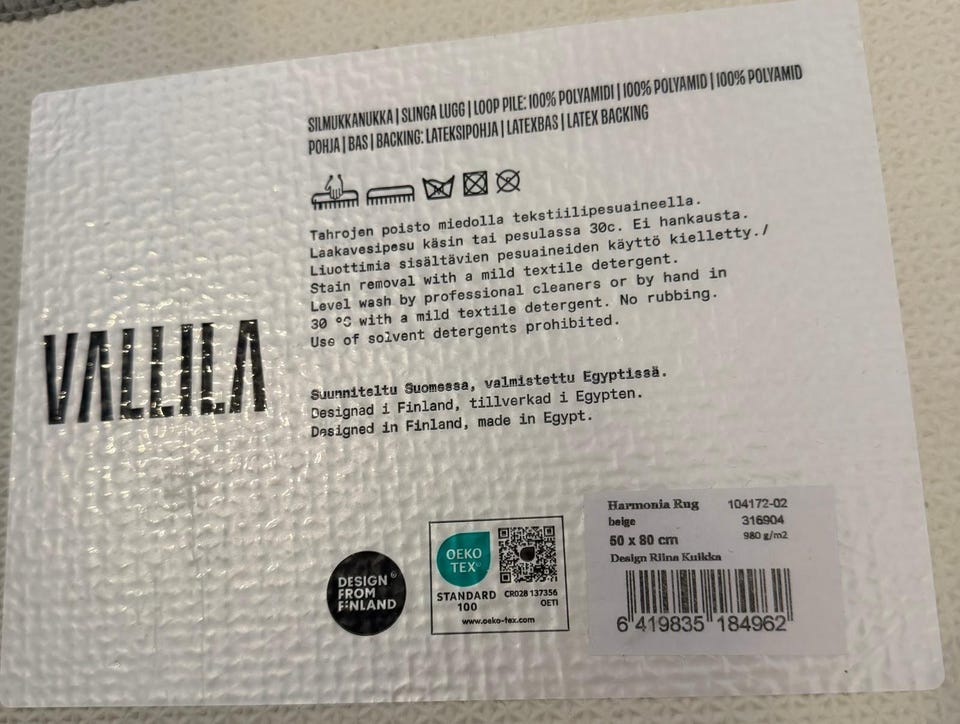 SILMUKKANUKKA | SLINGA LUGG | LOOP PILE: 100% POLYAMIDI | 100% POLYAMID | 100% POLYAMID
POHJA | BAS | BACKING: LATEKSIPOHJA | LATEXBAS | LATEX BACKING
Tahrojen poisto miedolla tekstiilipesuaineella.
Laakavesipesu käsin tai pesulassa 30c. Ei hankausta.
Liuottimia sisältävien pesuaineiden käyttö kielletty./
Stain removal with a mild textile detergent.
Level wash by professional cleaners or by hand in
30 °C with a mild textile detergent. No rubbing.
Use of solvent detergents prohibited.
VALLILA
Suunniteltu Suomessa, valmistettu Egyptissä.
Designad i Finland, tillverkad i Egypten.
Designed in Finland, made in Egypt.
DESIGN®
FROM
FINLAND
OEKO
TEX®
STANDARD
100
CR028 137356
OETI
www.oeko-tex.com
Harmonia Rug 104172-02
beige 316904
50 x 80 cm 980 g/m2
Design Riina Kuikka
6 419835 184962